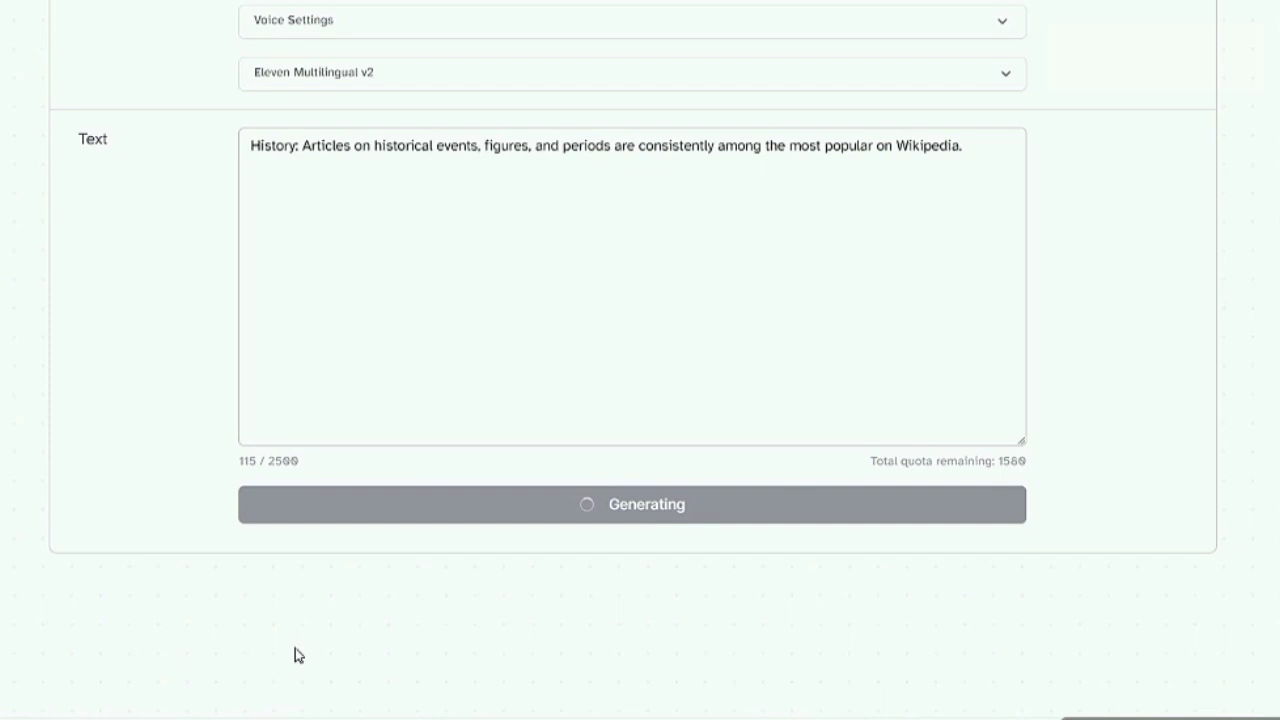 Voice Settings
Eleven Multilingual v2
Text
History: Articles on historical events, figures, and periods are consistently among the most popular on Wikipedia.
115 / 2500
Total quota remaining: 1580
Generating